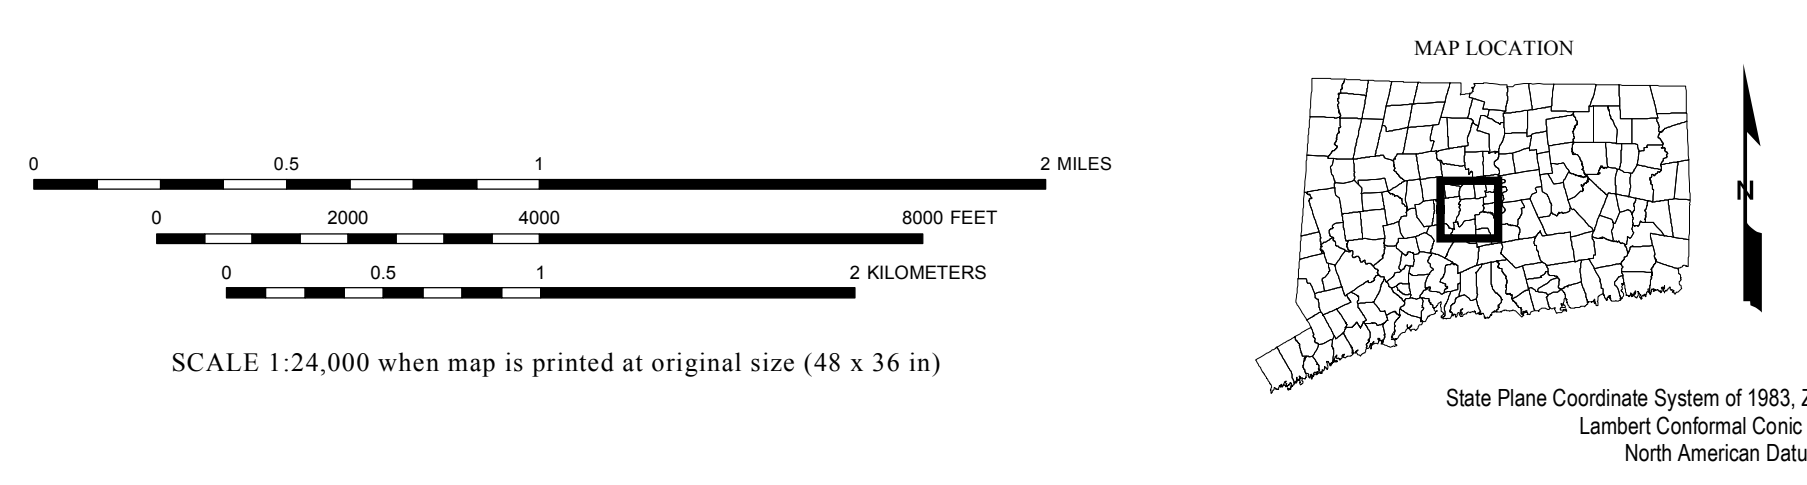 0 0.5 1 2 MILES
0 2000 4000 8000 FEET
0 0.5 1 2 KILOMETERS
SCALE 1:24,000 when map is printed at original size (48 x 36 in)
MAP LOCATION
N
State Plane Coordinate System of 1983, Z
Lambert Conformal Conic
North American Datu